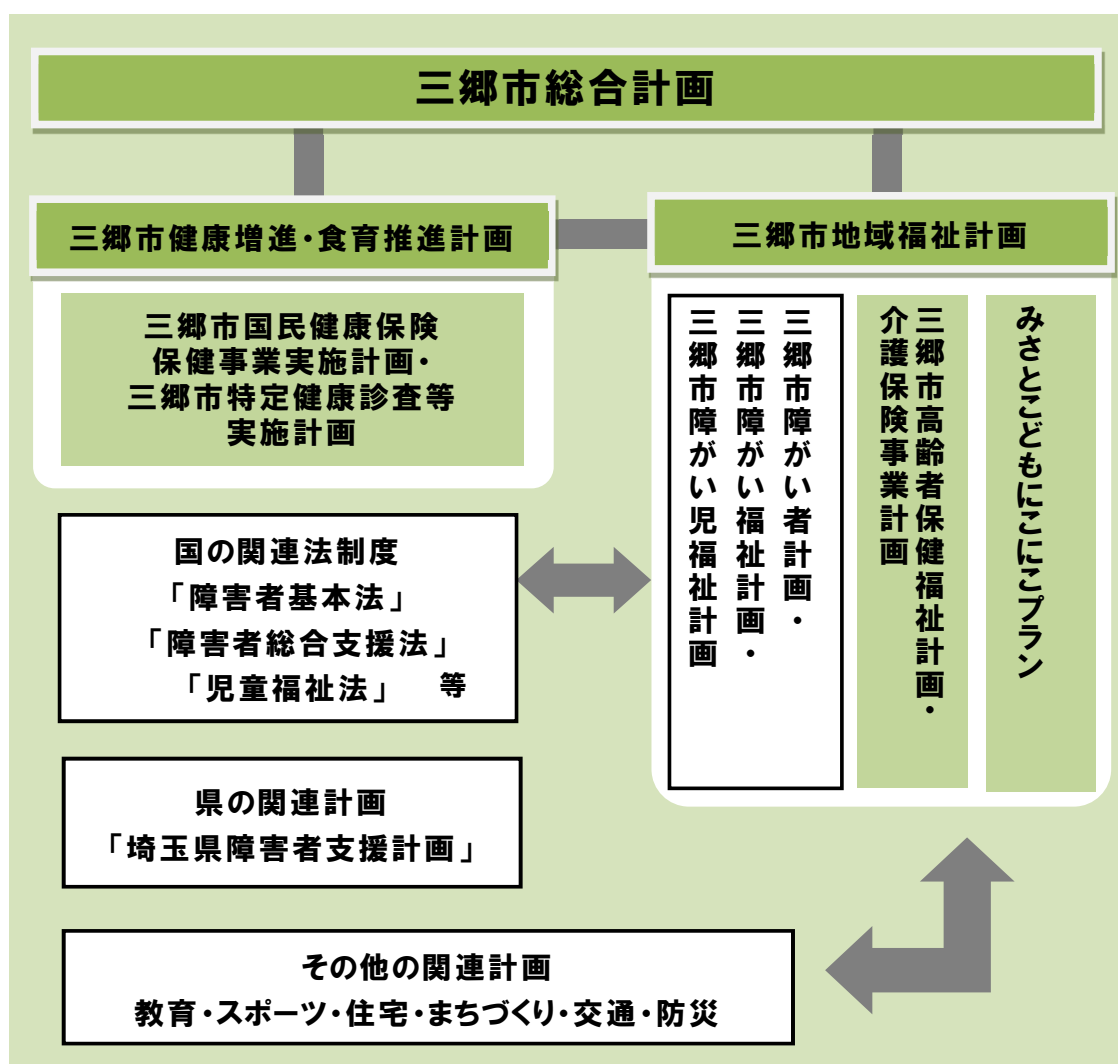 三郷市総合計画
三郷市健康増進・食育推進計画
三郷市国民健康保険
保健事業実施計画・
三郷市特定健康診査等
実施計画
三郷市地域福祉計画
三郷市障がい者計画・
三郷市障がい福祉計画・
三郷市障がい児福祉計画
三郷市高齢者保健福祉計画・
介護保険事業計画
みさとこどもにこにこプラン
国の関連法制度
「障害者基本法」
「障害者総合支援法」
「児童福祉法」 等
県の関連計画
「埼玉県障害者支援計画」
その他の関連計画
教育・スポーツ・住宅・まちづくり・交通・防災